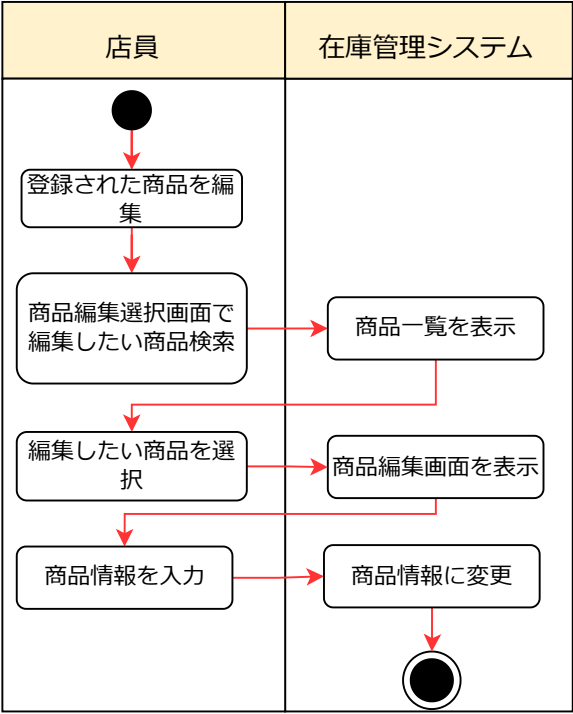 店員
在庫管理システム
登録された商品を編
集
商品編集選択画面で
編集したい商品検索
商品一覧を表示
編集したい商品を選
択
商品編集画面を表示
商品情報を入力
商品情報に変更